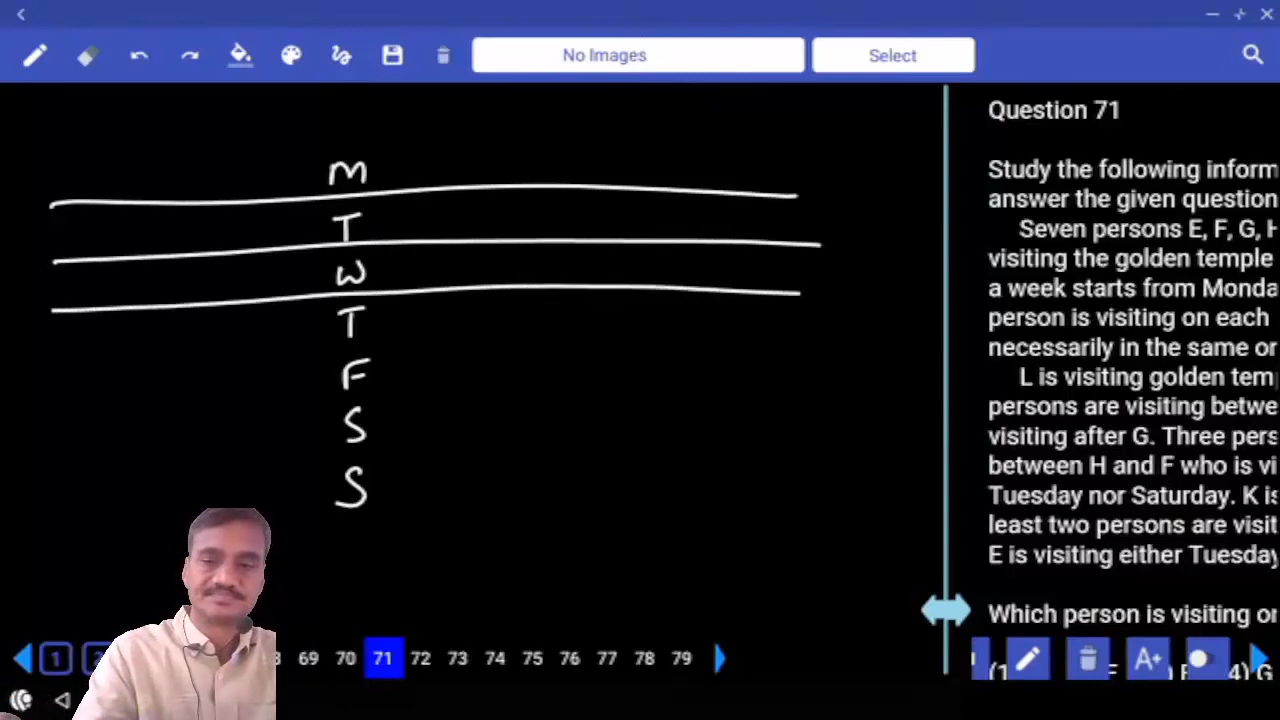 No Images
Select
M
T
W
T
F
S
S
Question 71
Study the following inform
answer the given question
Seven persons E, F, G, H
visiting the golden temple
a week starts from Monda
person is visiting on each
necessarily in the same or
L is visiting golden tem
persons are visiting betwe
visiting after G. Three pers
between H and F who is vi
Tuesday nor Saturday. K is
least two persons are visit
E is visiting either Tuesday
Which person is visiting or
1
69 70 71 72 73 74 75 76 77 78 79
A+